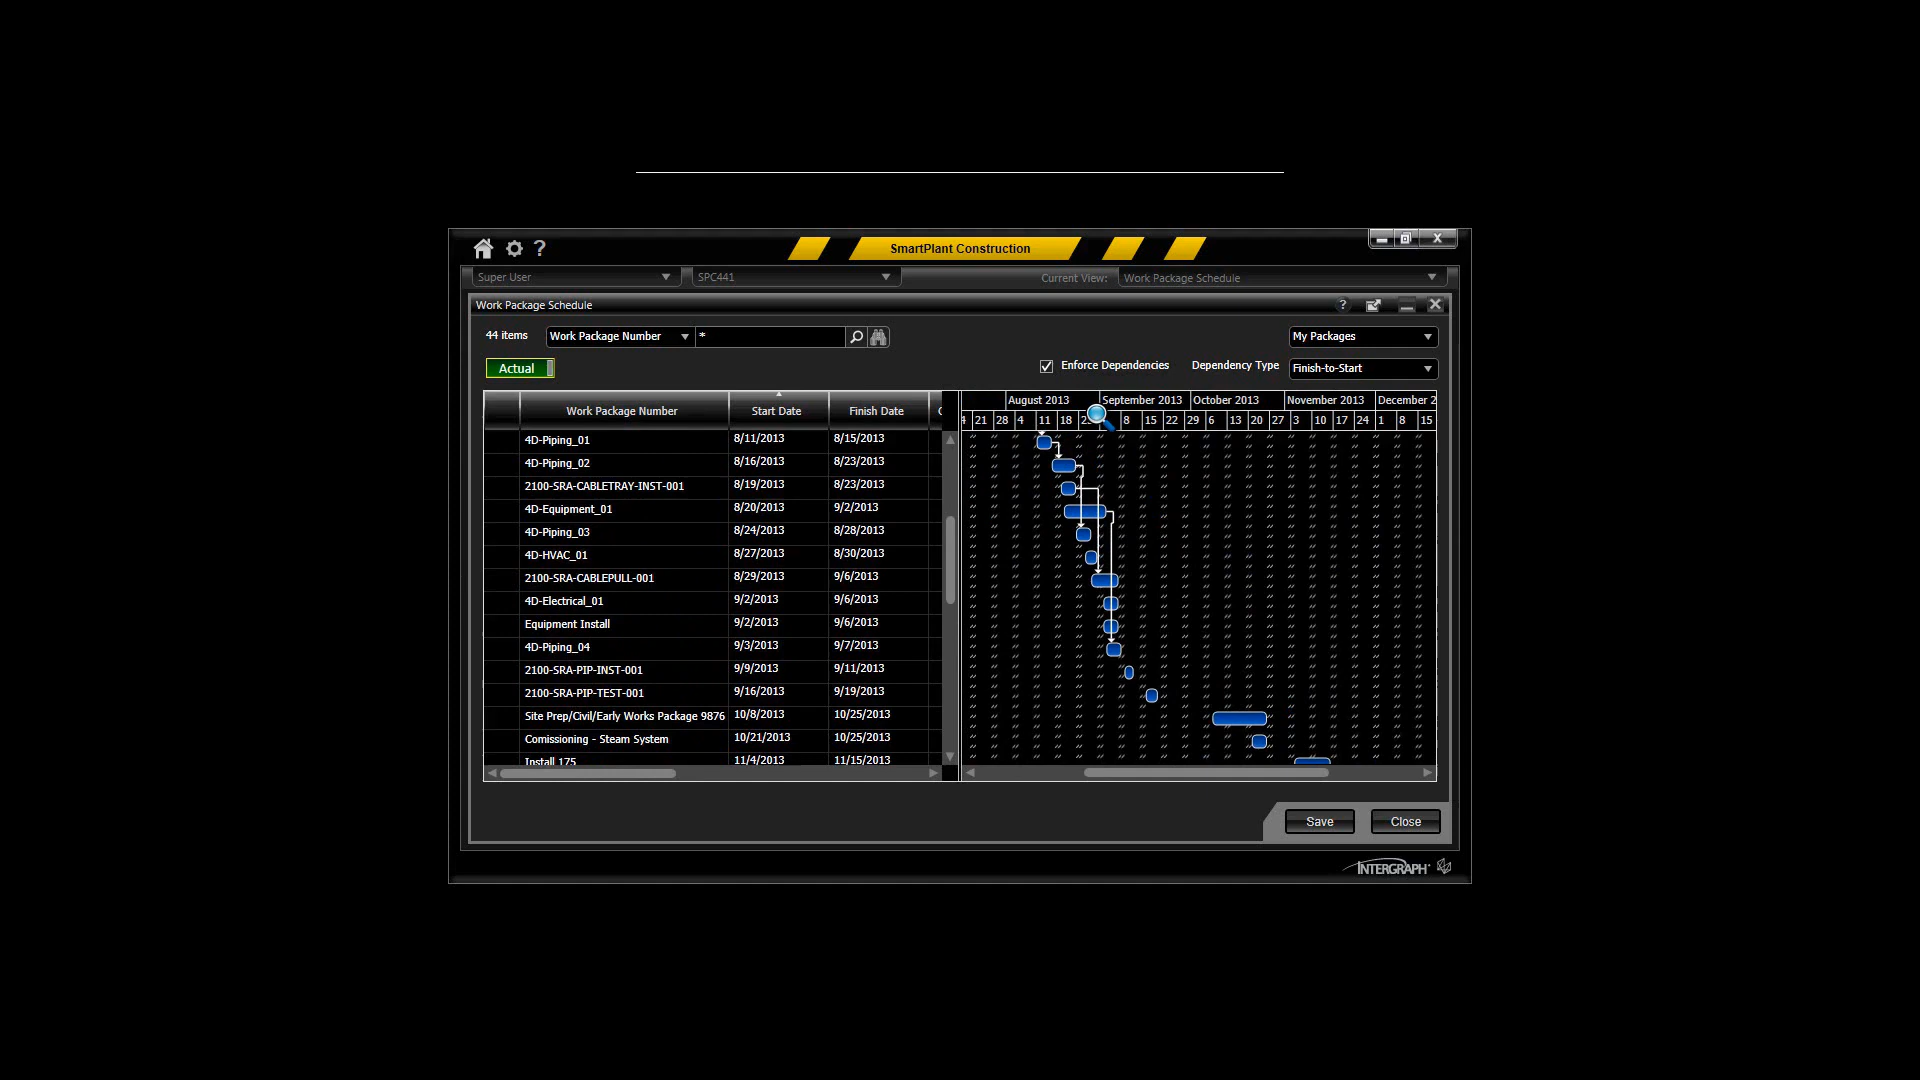 SmartPlant Construction
Super User SPC441 Current View: Work Package Schedule
Work Package Schedule
44 items Work Package Number * My Packages
Actual Enforce Dependencies Dependency Type Finish-to-Start
Work Package Number Start Date Finish Date
August 2013 September 2013 October 2013 November 2013 December 2
21 28 4 11 18 8 15 22 29 6 13 20 27 3 10 17 24 1 8 15
4D-Piping_01 8/11/2013 8/15/2013
4D-Piping_02 8/16/2013 8/23/2013
2100-SRA-CABLETRAY-INST-001 8/19/2013 8/23/2013
4D-Equipment_01 8/20/2013 9/2/2013
4D-Piping_03 8/24/2013 8/28/2013
4D-HVAC_01 8/27/2013 8/30/2013
2100-SRA-CABLEPULL-001 8/29/2013 9/6/2013
4D-Electrical_01 9/2/2013 9/6/2013
Equipment Install 9/2/2013 9/6/2013
4D-Piping_04 9/3/2013 9/7/2013
2100-SRA-PIP-INST-001 9/9/2013 9/11/2013
2100-SRA-PIP-TEST-001 9/16/2013 9/19/2013
Site Prep/Civil/Early Works Package 9876 10/8/2013 10/25/2013
Comissioning - Steam System 10/21/2013 10/25/2013
Install 175 11/4/2013 11/15/2013
Save Close
INTERGRAPH